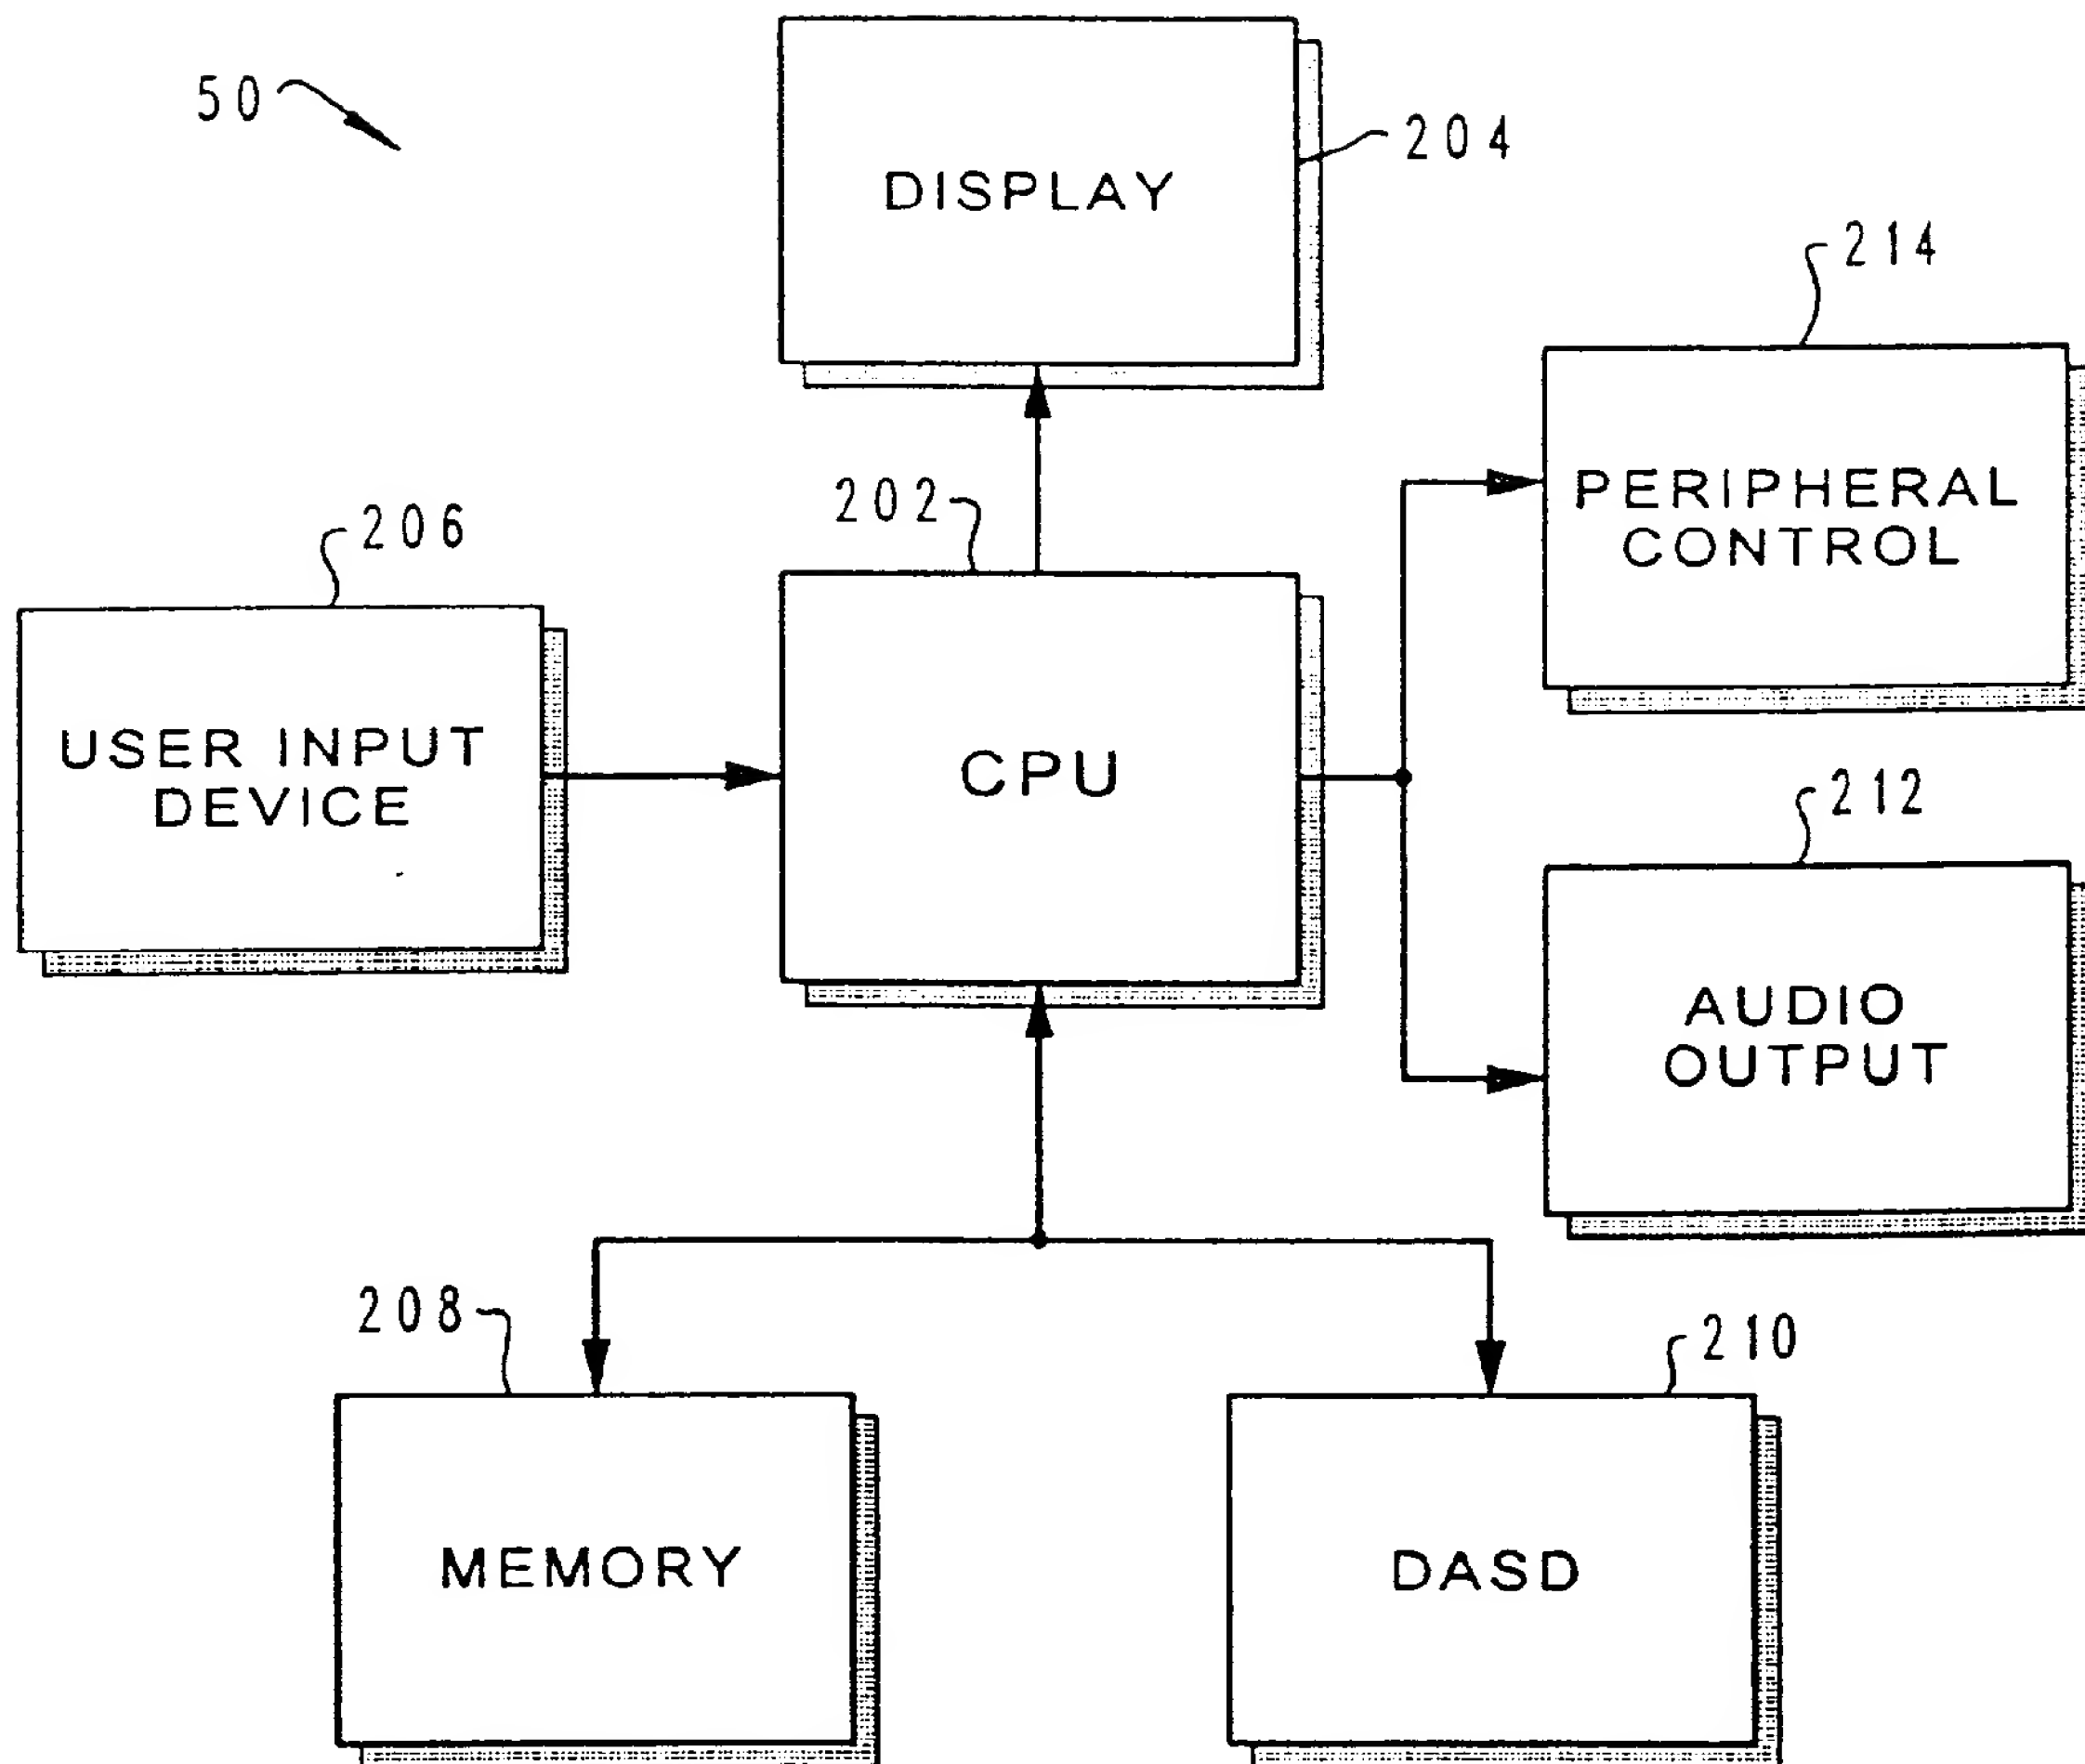 50
DISPLAY
204
214
PERIPHERAL
CONTROL
202
206
USER INPUT
DEVICE
CPU
212
AUDIO
OUTPUT
208
210
MEMORY
DASD